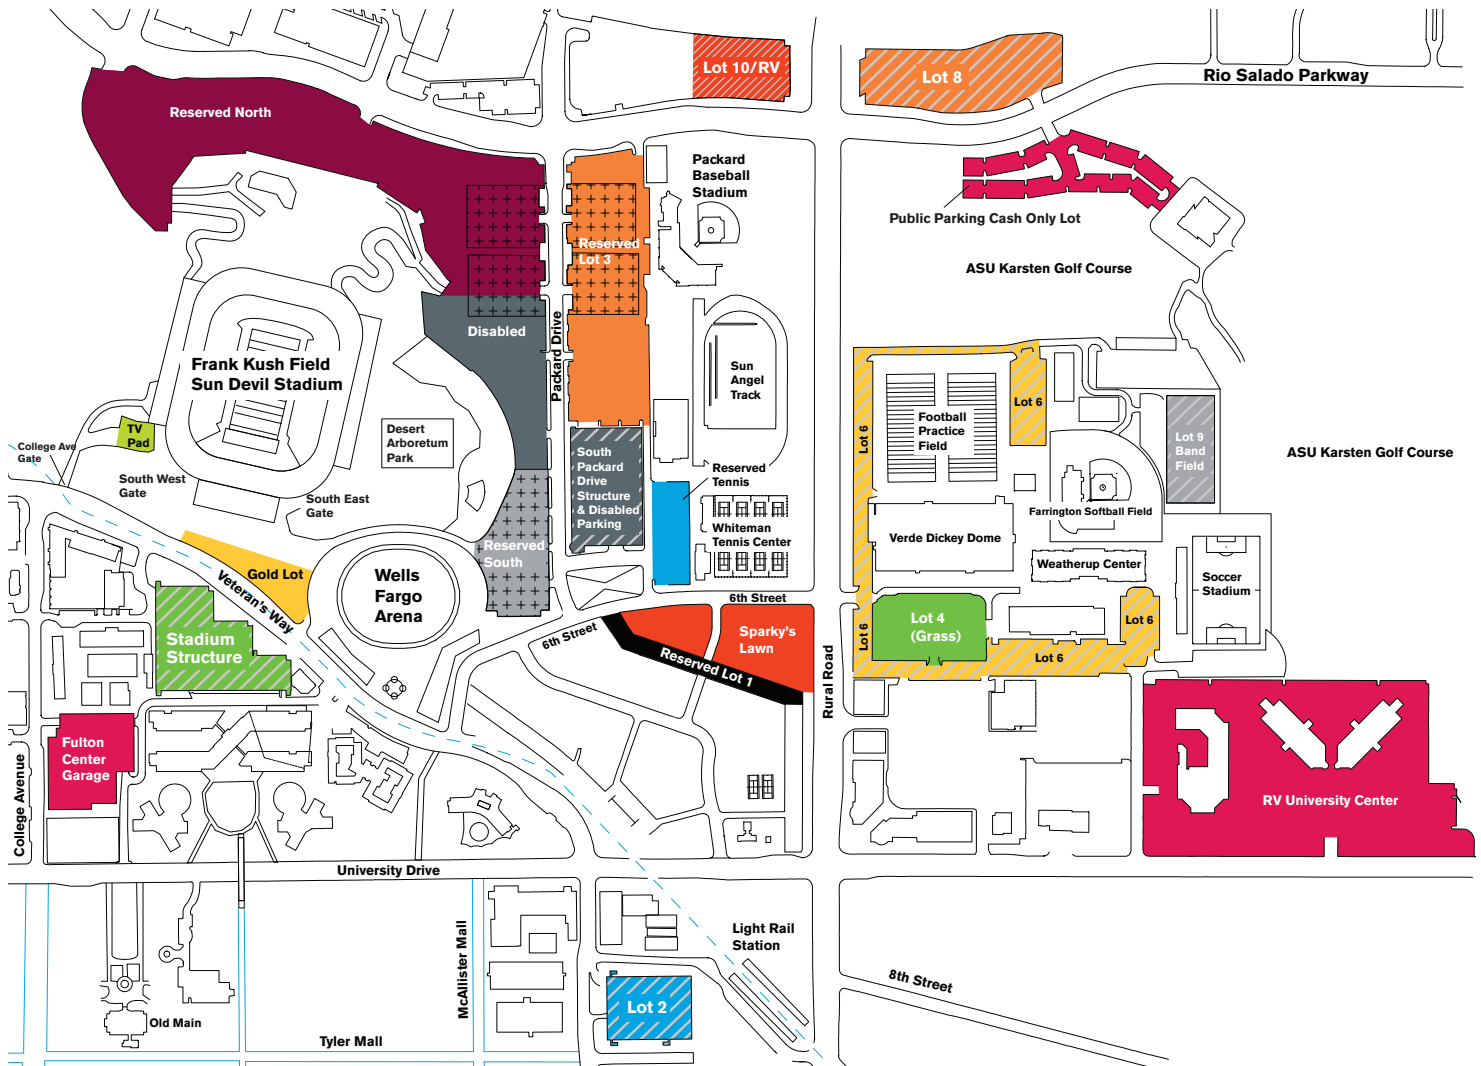 Lot 10/RV
Lot 8
Rio Salado Parkway
Reserved North
Packard
Baseball
Stadium
Public Parking Cash Only Lot
Reserved
Lot 3
ASU Karsten Golf Course
Disabled
Packard Drive
Frank Kush Field
Sun Devil Stadium
Sun
Angel
Track
Lot 6
Lot 6
Football
Practice
Field
TV
Pad
Desert
Arboretum
Park
Lot 9
Band
Field
ASU Karsten Golf Course
College Ave
Gate
South West
Gate
South East
Gate
South
Packard
Drive
Structure
& Disabled
Parking
Reserved
Tennis
Whiteman
Tennis Center
Farrington Softball Field
Verde Dickey Dome
Weatherup Center
Soccer
Stadium
Reserved
South
Gold Lot
Veteran's Way
Wells
Fargo
Arena
6th Street
6th Street
Sparky's
Lawn
Reserved Lot 1
Lot 4
(Grass)
Lot 6
Lot 6
Lot 6
Stadium
Structure
Rural Road
Fulton
Center
Garage
College Avenue
RV University Center
University Drive
McAllister Mall
Light Rail
Station
8th Street
Lot 2
Old Main
Tyler Mall